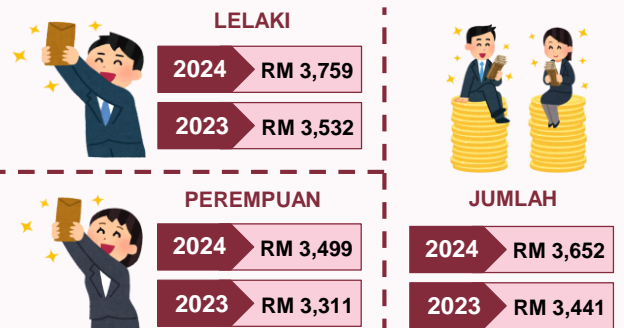 LELAKI
2024 RM 3,759
2023 RM 3,532
PEREMPUAN
2024 RM 3,499
2023 RM 3,311
JUMLAH
2024 RM 3,652
2023 RM 3,441